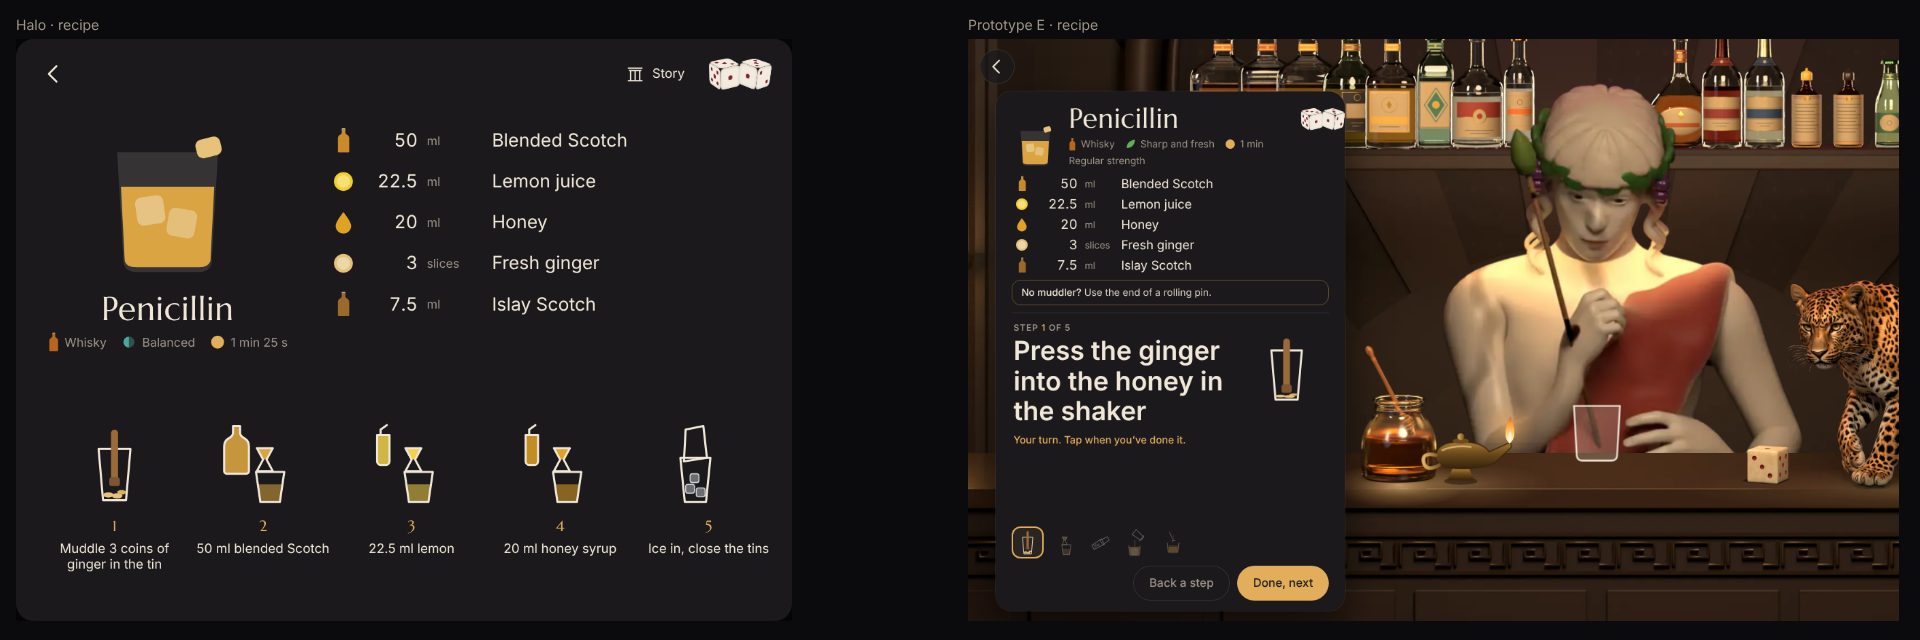 Halo · recipe
Story
50 ml Blended Scotch
22.5 ml Lemon juice
20 ml Honey
3 slices Fresh ginger
7.5 ml Islay Scotch
Penicillin
Whisky Balanced 1 min 25 s
1
Muddle 3 coins of
ginger in the tin
2
50 ml blended Scotch
3
22.5 ml lemon
4
20 ml honey syrup
5
Ice in, close the tins
Prototype E · recipe
Penicillin
Whisky Sharp and fresh 1 min
Regular strength
50 ml Blended Scotch
22.5 ml Lemon juice
20 ml Honey
3 slices Fresh ginger
7.5 ml Islay Scotch
No muddler? Use the end of a rolling pin.
STEP 1 OF 5
Press the ginger
into the honey in
the shaker
Your turn. Tap when you've done it.
Back a step
Done, next